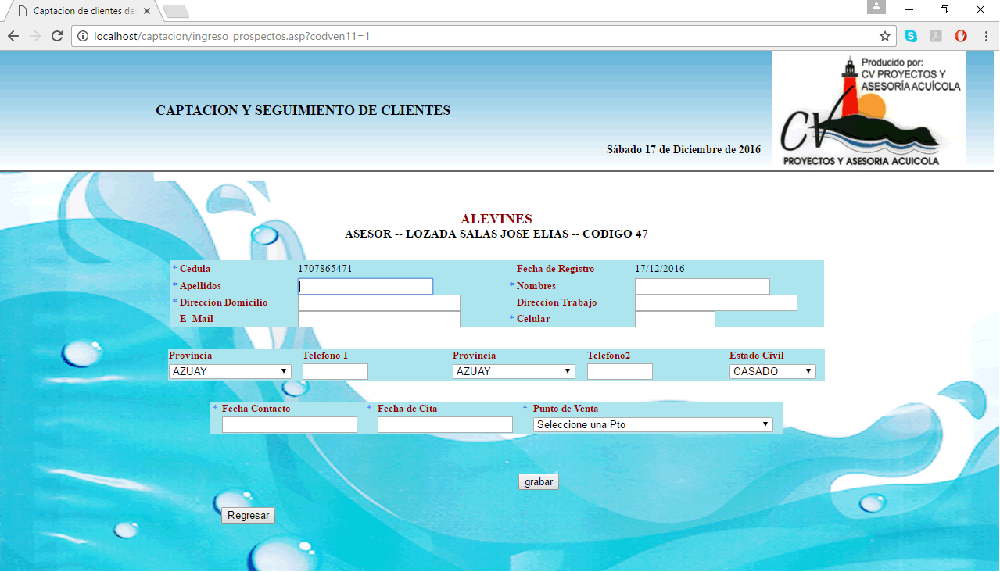 Captacion de clientes de
localhost/captacion/ingreso_prospectos.asp?codven11=1
Producido por:
CV PROYECTOS Y
ASESORÍA ACUÍCOLA
CV
PROYECTOS Y ASESORIA ACUICOLA
CAPTACION Y SEGUIMIENTO DE CLIENTES
Sábado 17 de Diciembre de 2016
ALEVINES
ASESOR -- LOZADA SALAS JOSE ELIAS -- CODIGO 47
* Cedula 1707865471 Fecha de Registro 17/12/2016
* Apellidos * Nombres
* Direccion Domicilio Direccion Trabajo
E_Mail * Celular
Provincia Telefono 1 Provincia Telefono2 Estado Civil
AZUAY AZUAY CASADO
* Fecha Contacto * Fecha de Cita * Punto de Venta
Seleccione una Pto
grabar
Regresar